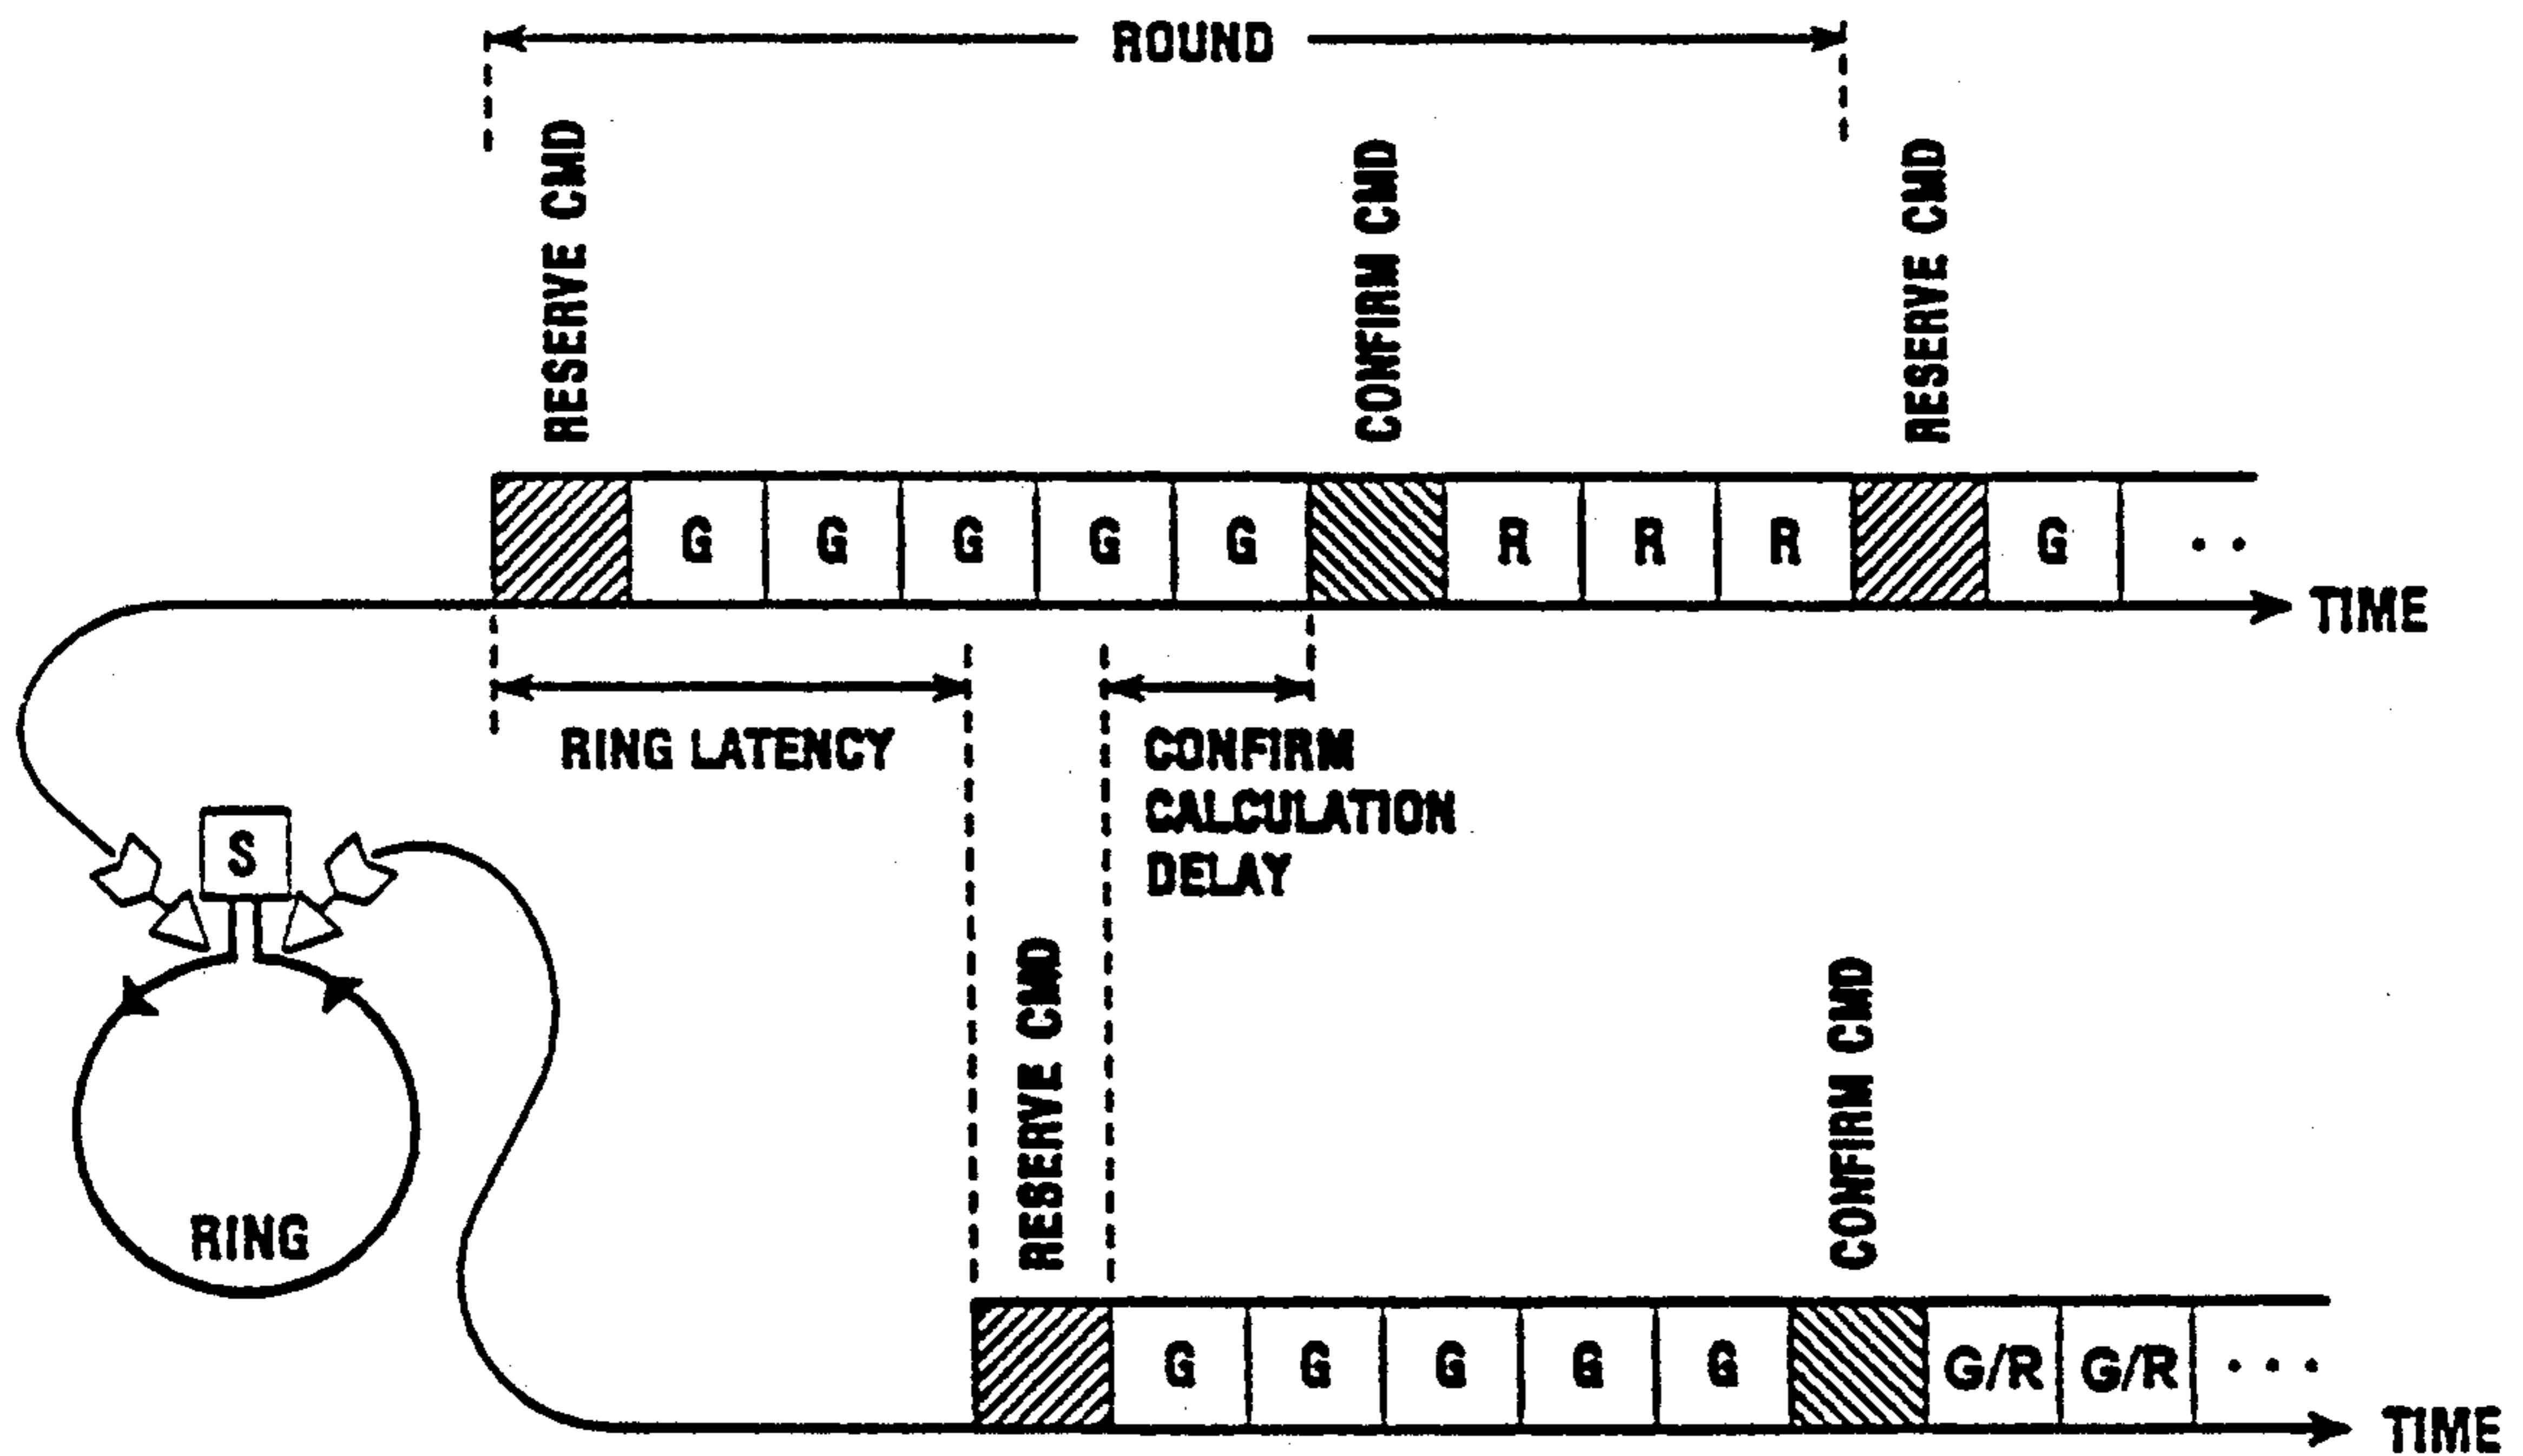 ROUND
RESERVE CMD
CONFIRM CMD
RESERVE CMD
G G G G G R R R G ··
TIME
RING LATENCY
CONFIRM
CALCULATION
DELAY
S
RING
RESERVE CMD
CONFIRM CMD
G G G G G G/R G/R ···
TIME